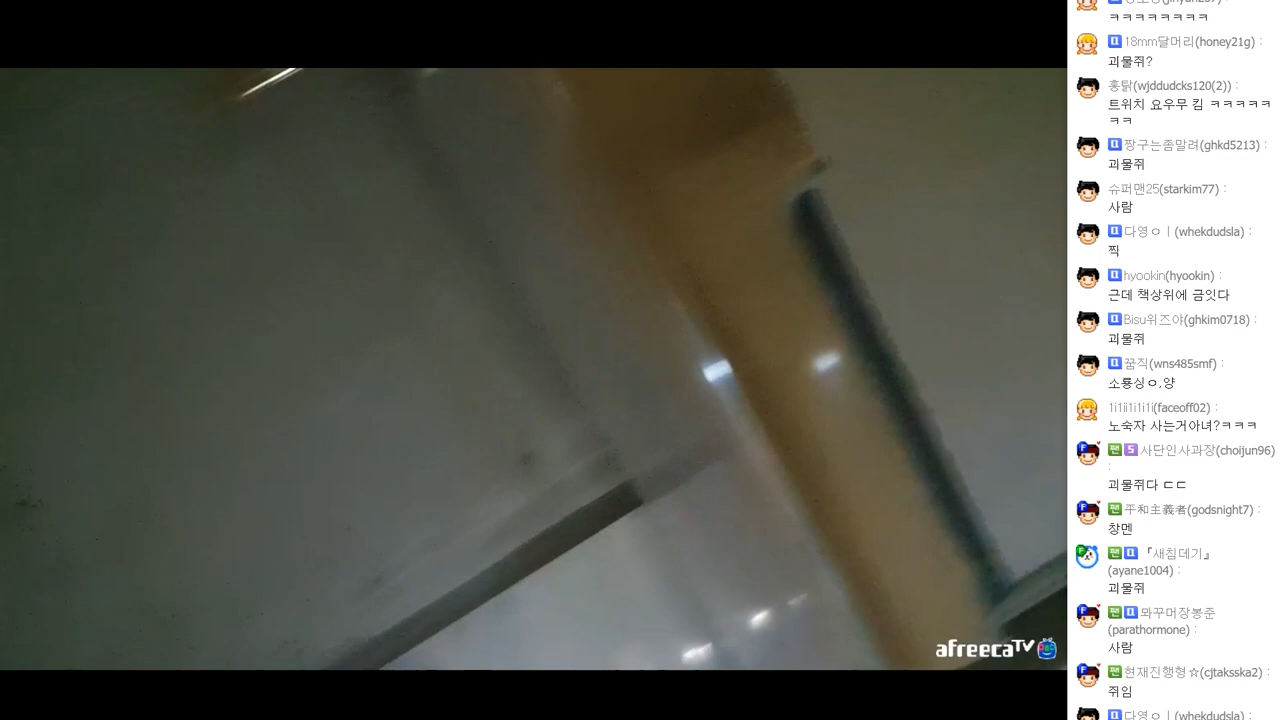 ㅋㅋㅋㅋㅋㅋㅋㅋ
18mm달머리(honey21g) :
괴물쥐?
홍탉(wjddudcks120(2)) :
트위치 요우무 킴 ㅋㅋㅋㅋㅋ
ㅋㅋ
짱구는좀말려(ghkd5213) :
괴물쥐
슈퍼맨25(starkim77) :
사람
다영ㅇㅣ(whekdudsla) :
찍
hyookin(hyookin) :
근데 책상위에 금잇다
Bisu위즈야(ghkim0718) :
괴물쥐
꿈직(wns485smf) :
소룡싱ㅇ,양
1i1ii1i1i1i(faceoff02) :
노숙자 사는거아녀?ㅋㅋㅋ
팬 S 사단인사과장(choijun96)
:
괴물쥐다 ㄷㄷ
팬 平和主義者(godsnight7) :
창멘
팬 『새침데기』
(ayane1004) :
괴물쥐
팬 뫄꾸머장봉준
(parathormone) :
사람
팬 현재진행형☆(cjtaksska2) :
쥐임
다영ㅇㅣ(whekdudsla) :
afreecaTV